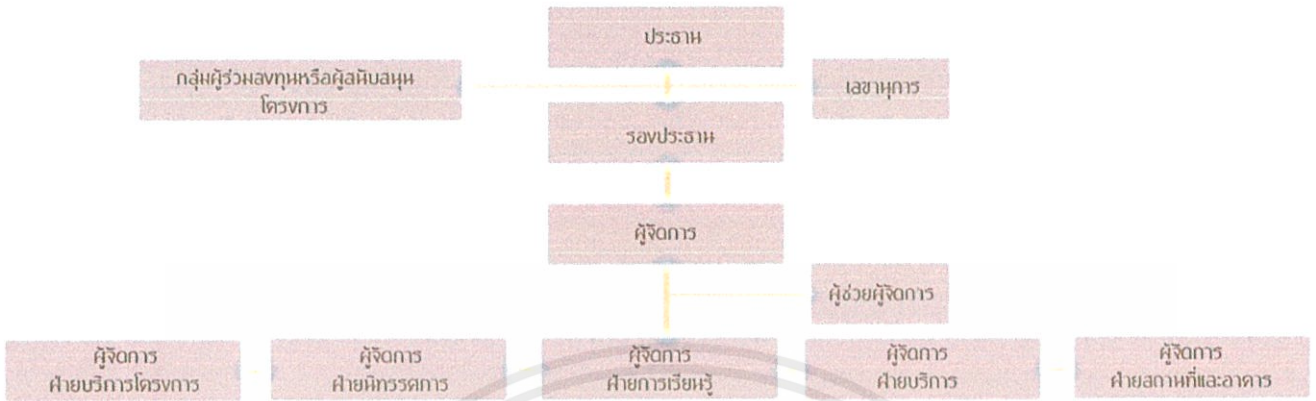 ประธาน
กลุ่มผู้ร่วมลงทุนหรือผู้สนับสนุน
โครงการ
เลขานุการ
รองประธาน
ผู้จัดการ
ผู้ช่วยผู้จัดการ
ผู้จัดการ
ฝ่ายบริการโครงการ
ผู้จัดการ
ฝ่ายนิทรรศการ
ผู้จัดการ
ฝ่ายการเรียนรู้
ผู้จัดการ
ฝ่ายบริการ
ผู้จัดการ
ฝ่ายสถานที่และอาคาร